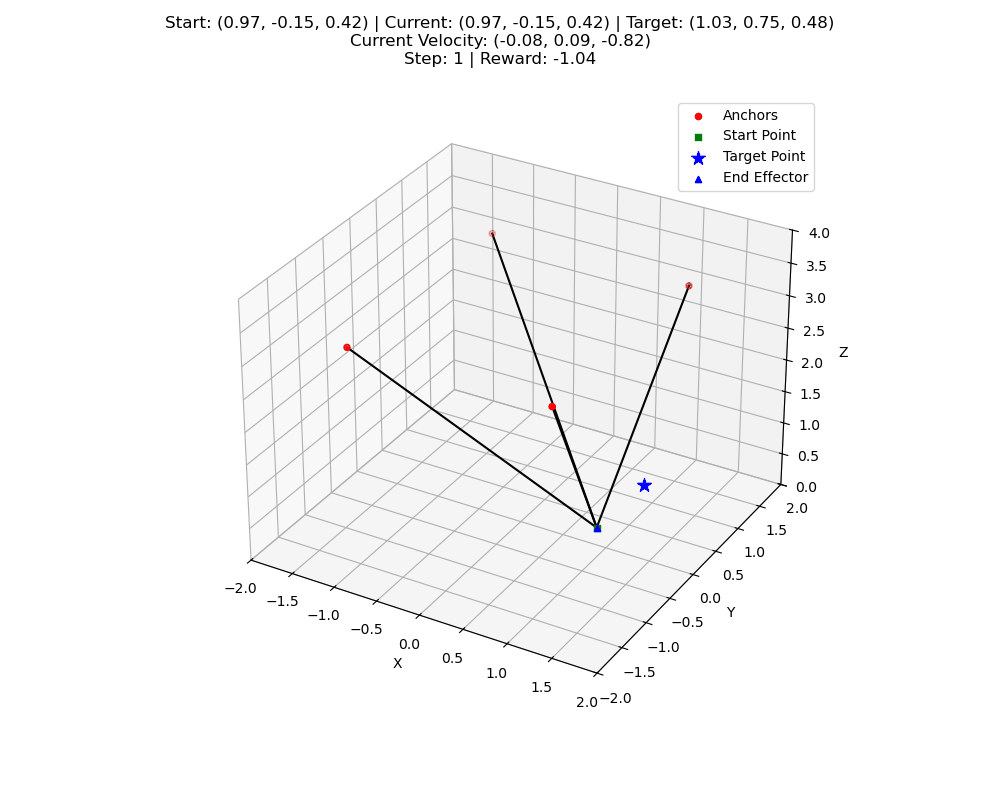 Start: (0.97, -0.15, 0.42) | Current: (0.97, -0.15, 0.42) | Target: (1.03, 0.75, 0.48)
Current Velocity: (-0.08, 0.09, -0.82)
Step: 1 | Reward: -1.04
Anchors
Start Point
Target Point
End Effector
4.0
3.5
3.0
2.5
2.0
1.5
1.0
0.5
0.0
Z
2.0
1.5
1.0
0.5
0.0
−0.5
−1.0
−1.5
−2.0
Y
−2.0
−1.5
−1.0
−0.5
0.0
0.5
1.0
1.5
2.0
X